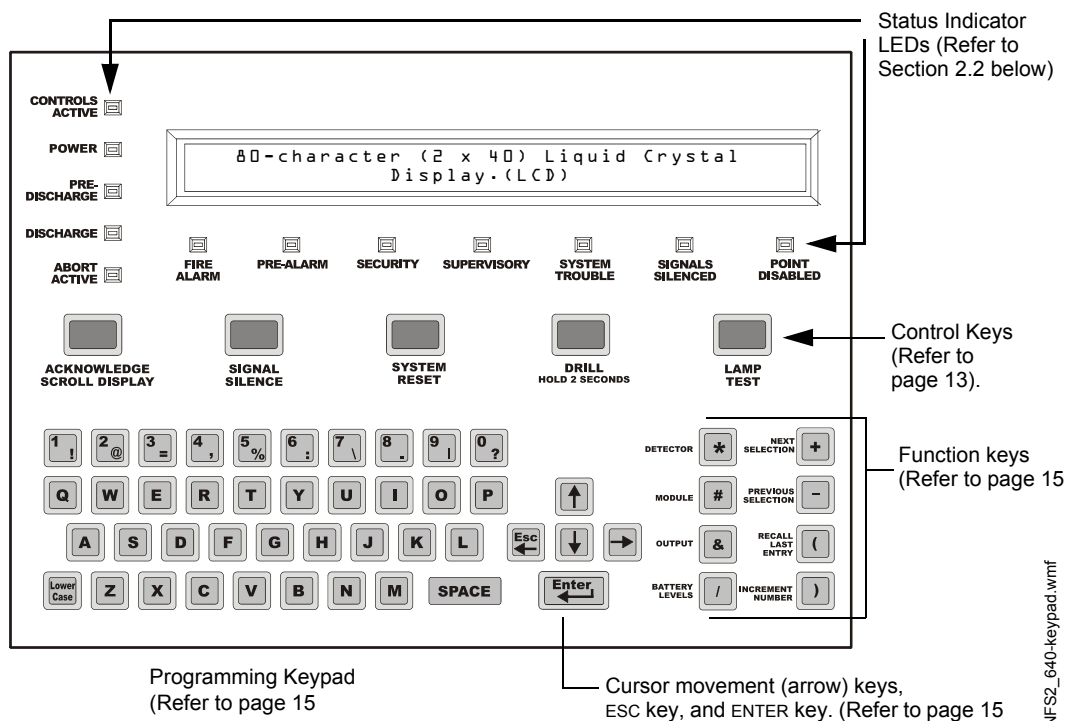 Status Indicator
LEDs (Refer to
Section 2.2 below)
CONTROLS
ACTIVE
POWER
PRE-
DISCHARGE
DISCHARGE
ABORT
ACTIVE
80-character (2 x 40) Liquid Crystal
Display.(LCD)
FIRE
ALARM
PRE-ALARM
SECURITY
SUPERVISORY
SYSTEM
TROUBLE
SIGNALS
SILENCED
POINT
DISABLED
ACKNOWLEDGE
SCROLL DISPLAY
SIGNAL
SILENCE
SYSTEM
RESET
DRILL
HOLD 2 SECONDS
LAMP
TEST
Control Keys
(Refer to
page 13).
1 ! 2 @ 3 = 4 , 5 % 6 : 7 \ 8 . 9 | 0 ?
Q W E R T Y U I O P
A S D F G H J K L Esc
Lower
Case
Z X C V B N M SPACE Enter
DETECTOR * NEXT
SELECTION +
MODULE # PREVIOUS
SELECTION -
OUTPUT & RECALL
LAST
ENTRY (
BATTERY
LEVELS / INCREMENT
NUMBER )
Function keys
(Refer to page 15
Programming Keypad
(Refer to page 15
Cursor movement (arrow) keys,
ESC key, and ENTER key. (Refer to page 15
NFS2_640-keypad.wmf